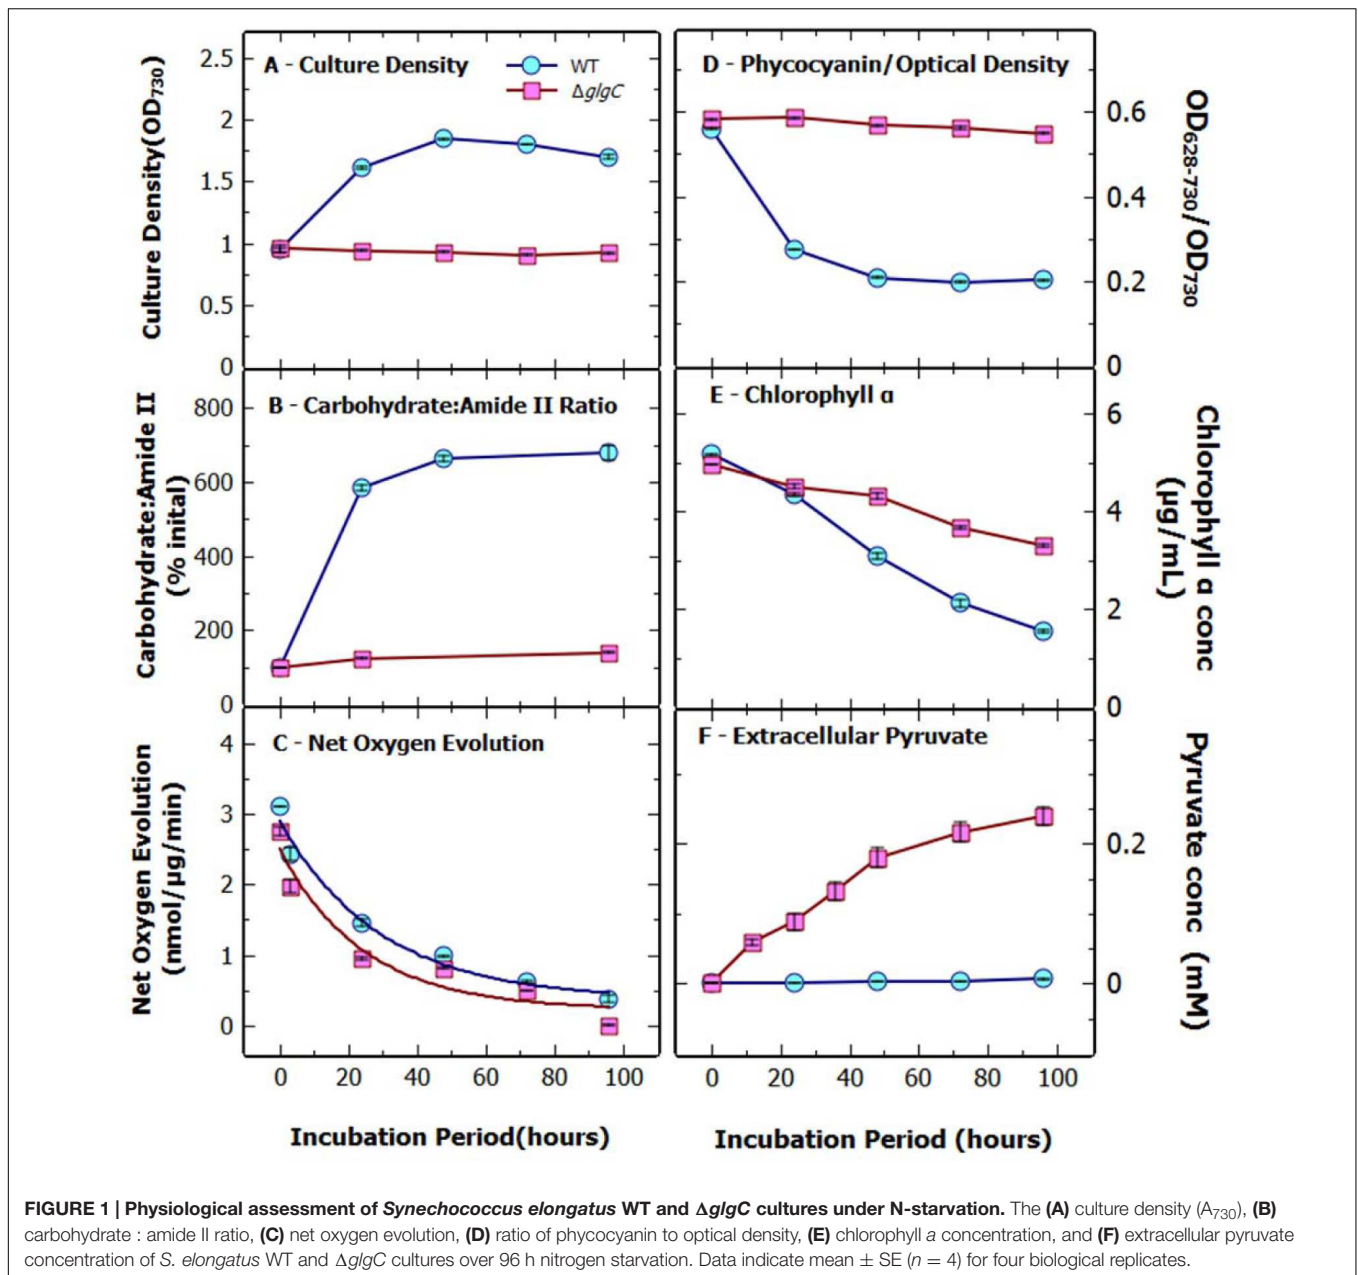 A - Culture Density
WT
ΔglgC
Culture Density(OD730)
2.5
2
1.5
1
0.5
0
D - Phycocyanin/Optical Density
OD628-730/OD730
0.6
0.4
0.2
0
B - Carbohydrate:Amide II Ratio
Carbohydrate:Amide II
(% inital)
800
600
400
200
0
E - Chlorophyll α
Chlorophyll α conc
(µg/mL)
6
4
2
0
C - Net Oxygen Evolution
Net Oxygen Evolution
(nmol/µg/min)
4
3
2
1
0
0 20 40 60 80 100
Incubation Period(hours)
F - Extracellular Pyruvate
Pyruvate conc (mM)
0.2
0
0 20 40 60 80 100
Incubation Period (hours)
FIGURE 1 | Physiological assessment of Synechococcus elongatus WT and ΔglgC cultures under N-starvation. The (A) culture density (A730), (B)
carbohydrate : amide II ratio, (C) net oxygen evolution, (D) ratio of phycocyanin to optical density, (E) chlorophyll a concentration, and (F) extracellular pyruvate
concentration of S. elongatus WT and ΔglgC cultures over 96 h nitrogen starvation. Data indicate mean ± SE (n = 4) for four biological replicates.